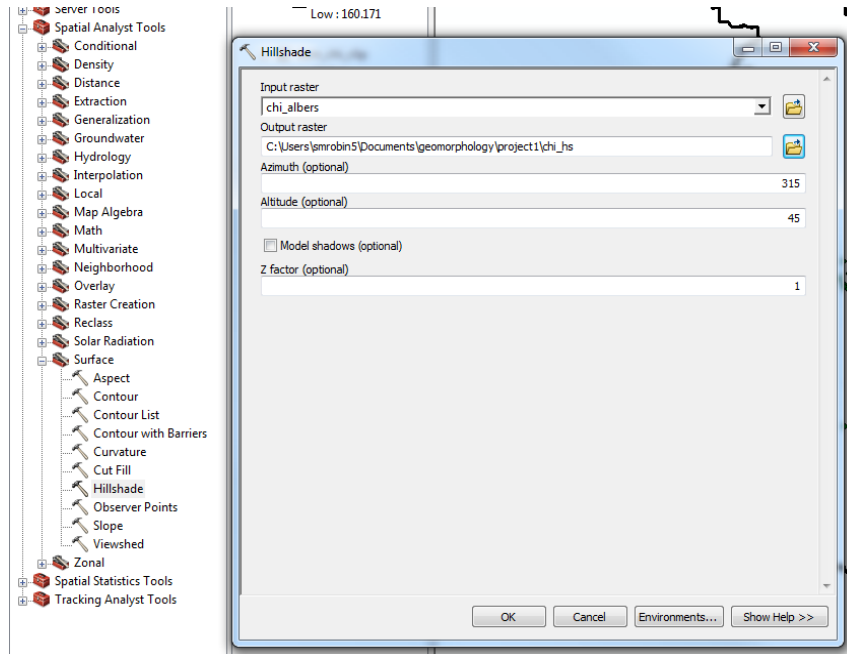 Server Tools
Spatial Analyst Tools
Conditional
Density
Distance
Extraction
Generalization
Groundwater
Hydrology
Interpolation
Local
Map Algebra
Math
Multivariate
Neighborhood
Overlay
Raster Creation
Reclass
Solar Radiation
Surface
Aspect
Contour
Contour List
Contour with Barriers
Curvature
Cut Fill
Hillshade
Observer Points
Slope
Viewshed
Zonal
Spatial Statistics Tools
Tracking Analyst Tools
Low : 160.171
Hillshade
Input raster
chi_albers
Output raster
C:\Users\smrobin5\Documents\geomorphology\project1\chi_hs
Azimuth (optional)
315
Altitude (optional)
45
Model shadows (optional)
Z factor (optional)
1
OK Cancel Environments... Show Help >>